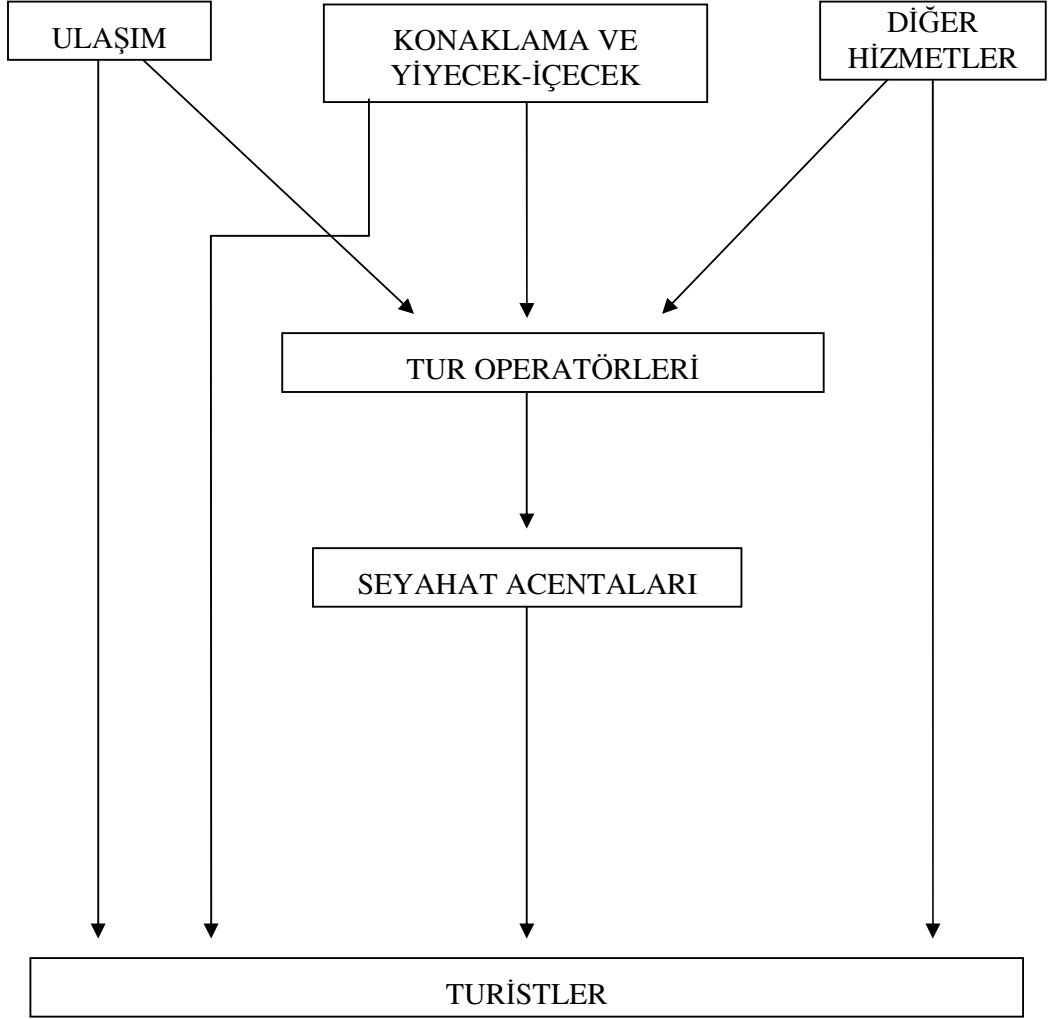 ULAŞIM
KONAKLAMA VE
YİYECEK-İÇECEK
DİĞER
HİZMETLER
TUR OPERATÖRLERİ
SEYAHAT ACENTALARI
TURİSTLER